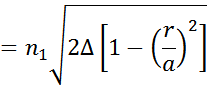 = n₁√(2Δ[1 − (r/a)²])